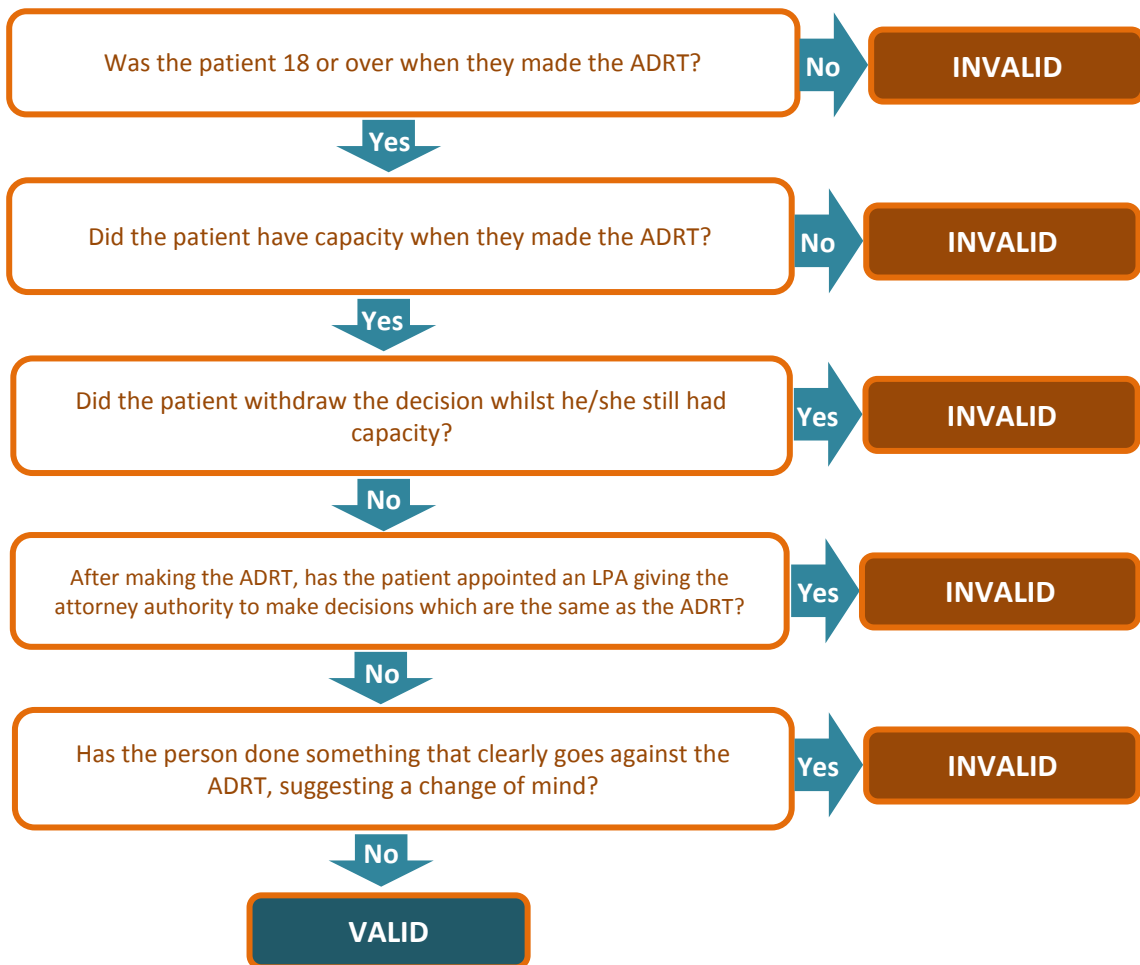 Was the patient 18 or over when they made the ADRT?
No
INVALID
Yes
Did the patient have capacity when they made the ADRT?
No
INVALID
Yes
Did the patient withdraw the decision whilst he/she still had
capacity?
Yes
INVALID
No
After making the ADRT, has the patient appointed an LPA giving the
attorney authority to make decisions which are the same as the ADRT?
Yes
INVALID
No
Has the person done something that clearly goes against the
ADRT, suggesting a change of mind?
Yes
INVALID
No
VALID